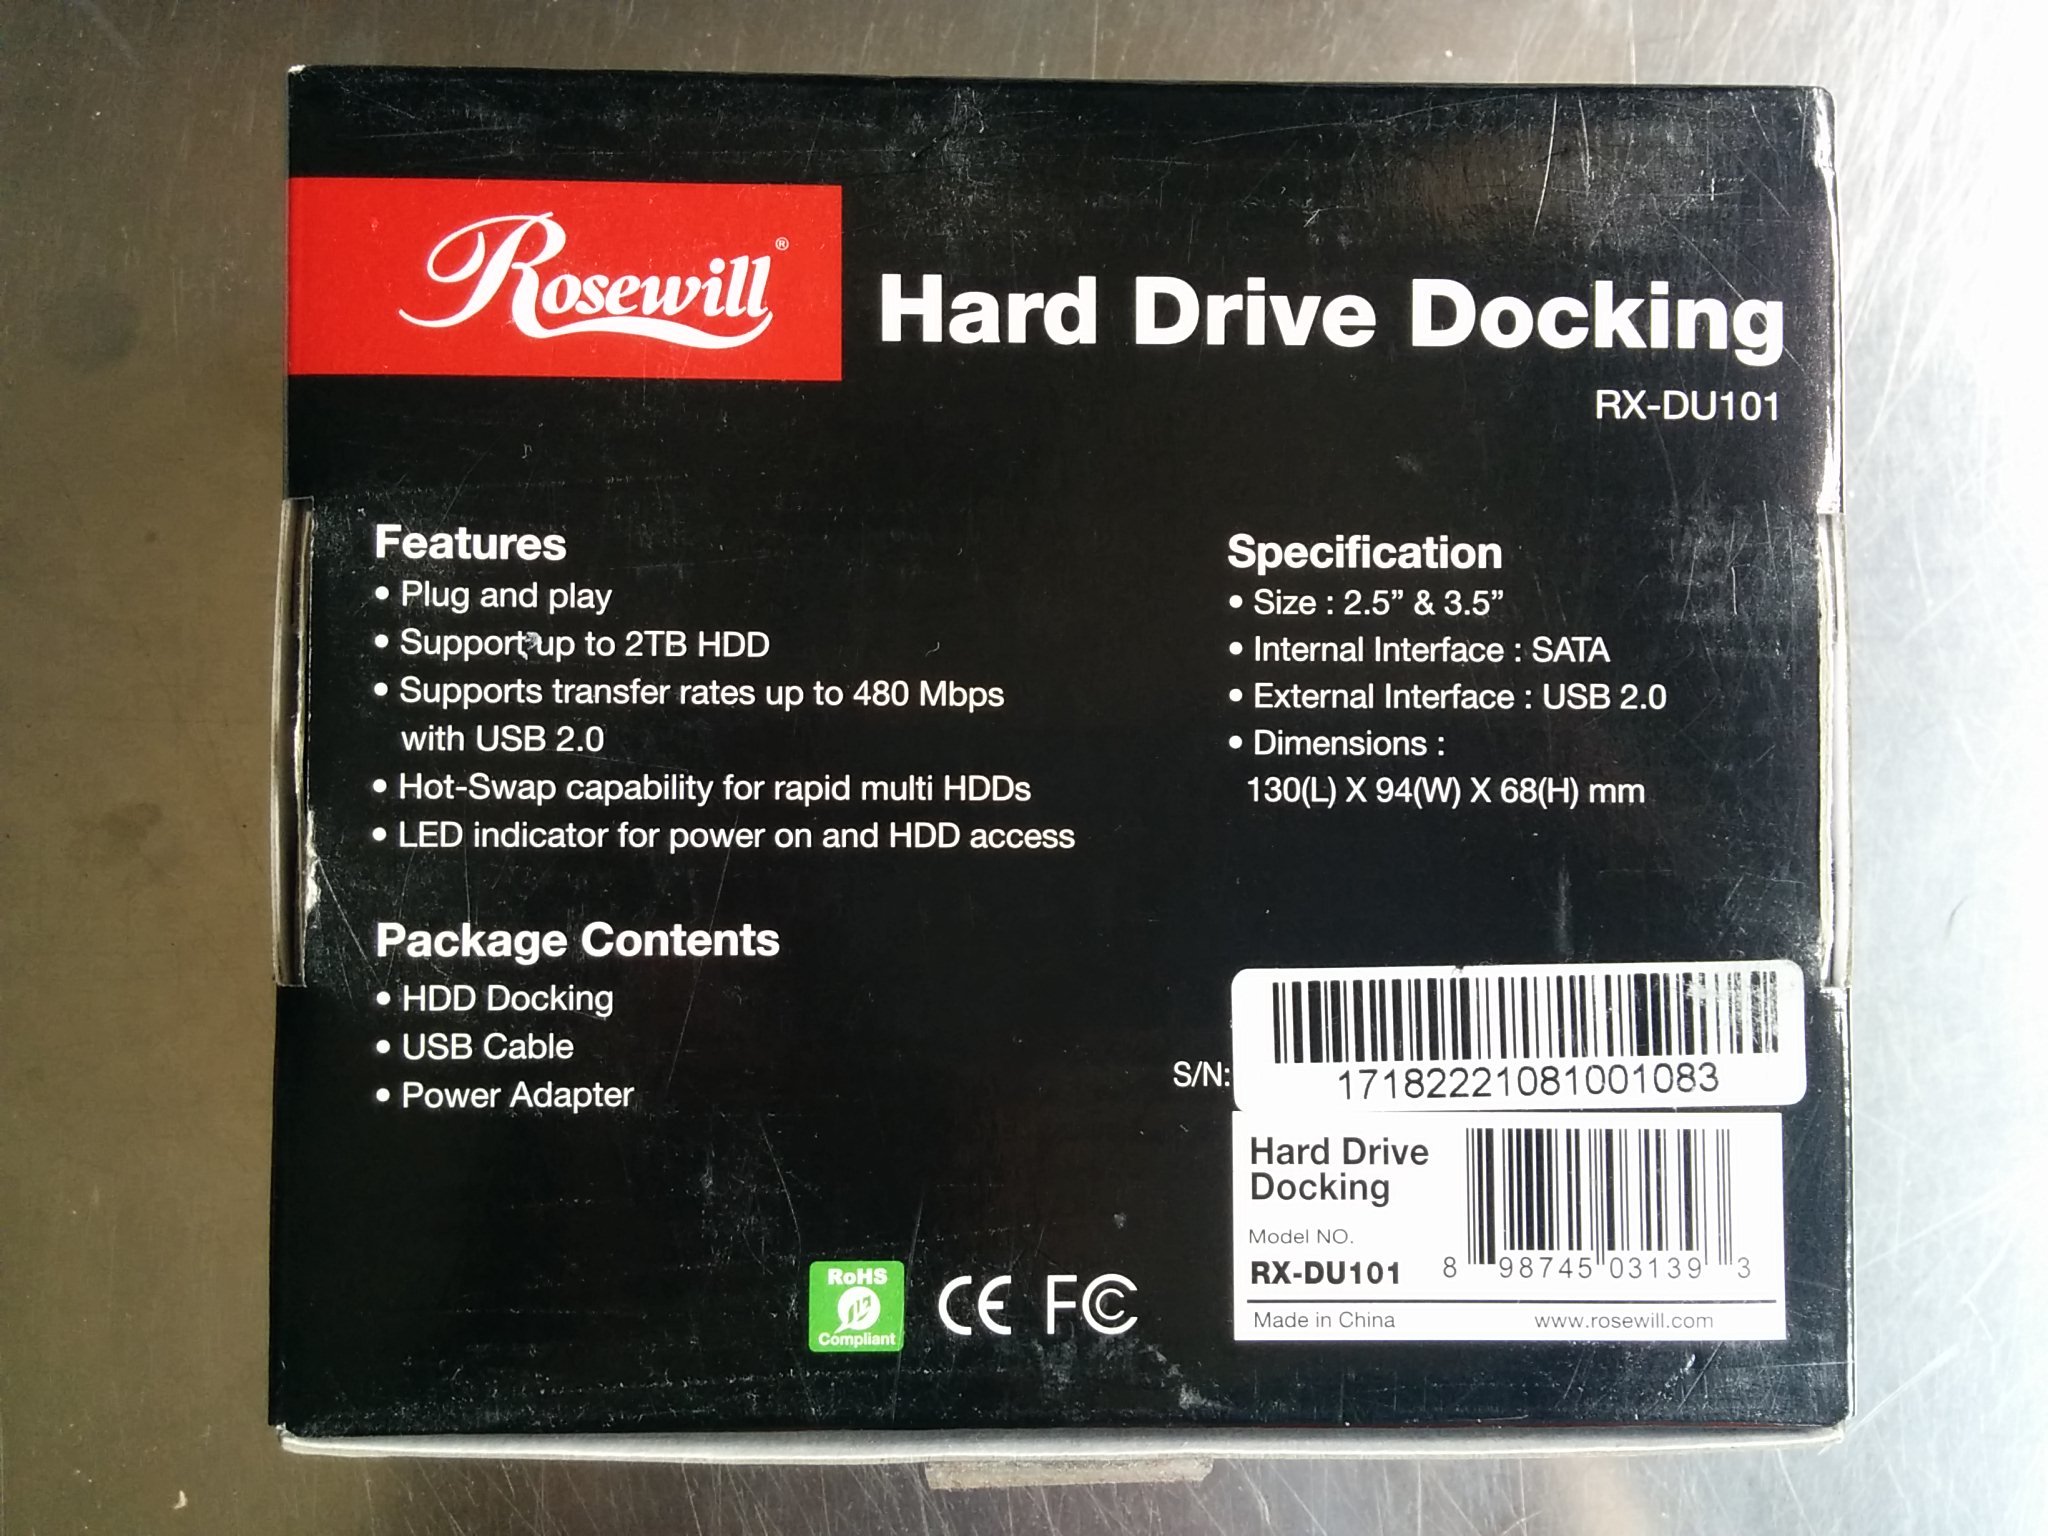 Rosewill®
Hard Drive Docking
RX-DU101
Features
• Plug and play
• Support up to 2TB HDD
• Supports transfer rates up to 480 Mbps
with USB 2.0
• Hot-Swap capability for rapid multi HDDs
• LED indicator for power on and HDD access
Specification
• Size : 2.5” & 3.5”
• Internal Interface : SATA
• External Interface : USB 2.0
• Dimensions :
130(L) X 94(W) X 68(H) mm
Package Contents
• HDD Docking
• USB Cable
• Power Adapter
S/N:
17182221081001083
Hard Drive
Docking
Model NO.
RX-DU101
8 98745 03139 3
Made in China
www.rosewill.com
RoHS
Compliant
CE FC